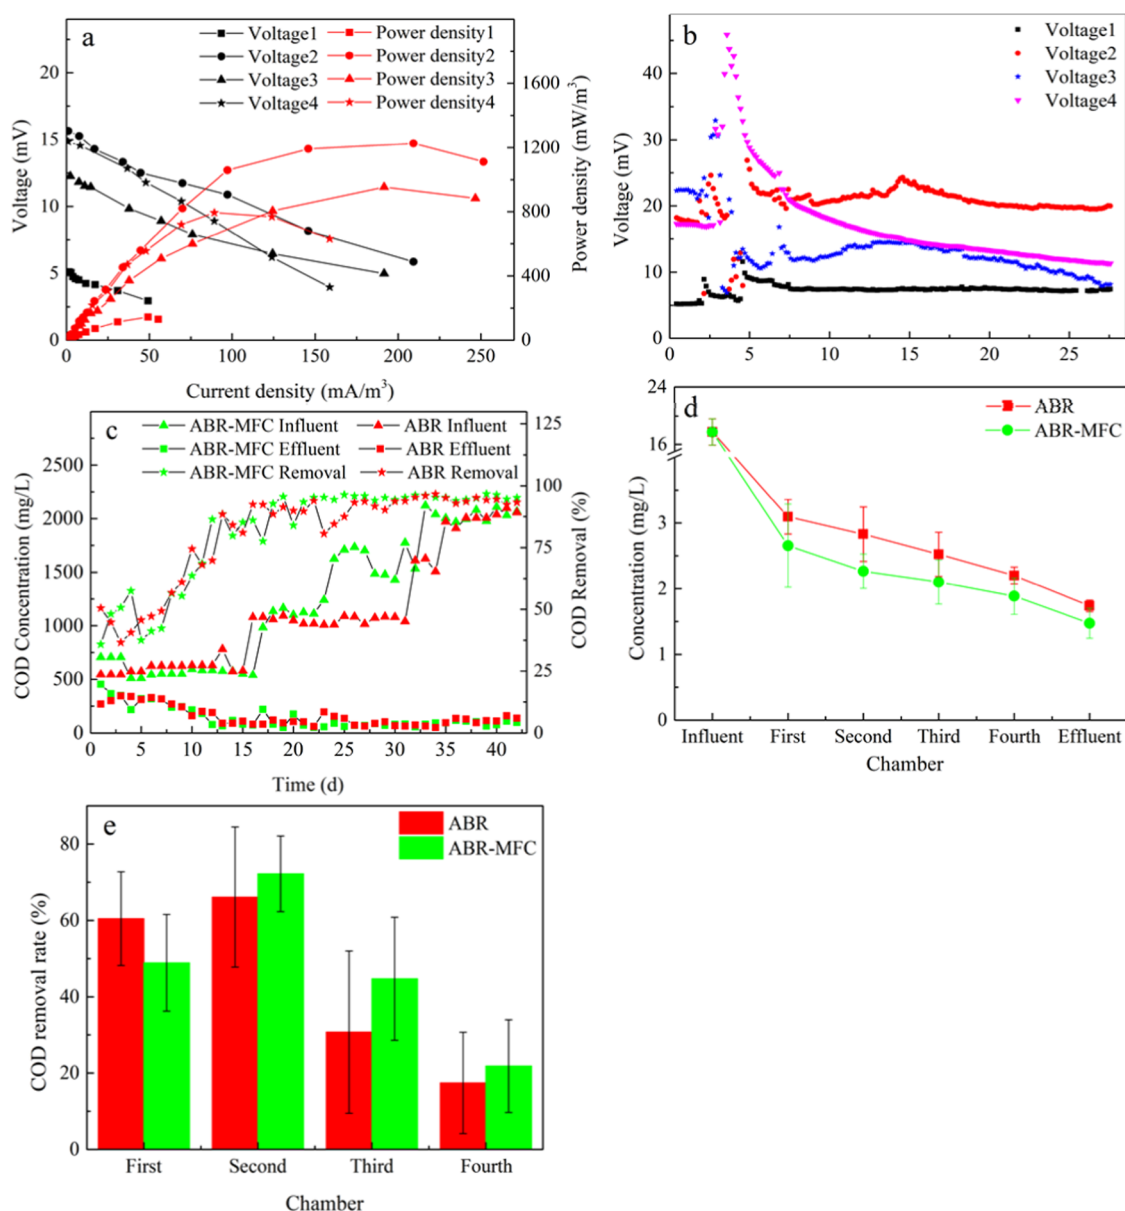 a
Voltage1
Voltage2
Voltage3
Voltage4
Power density1
Power density2
Power density3
Power density4
20
15
10
5
0
Voltage (mV)
1600
1200
800
400
0
Power density (mW/m³)
0 50 100 150 200 250
Current density (mA/m³)
b
Voltage1
Voltage2
Voltage3
Voltage4
40
30
20
10
0
Voltage (mV)
0 5 10 15 20 25
c
ABR-MFC Influent
ABR-MFC Effluent
ABR-MFC Removal
ABR Influent
ABR Effluent
ABR Removal
2500
2000
1500
1000
500
0
COD Concentration (mg/L)
125
100
75
50
25
0
COD Removal (%)
0 5 10 15 20 25 30 35 40
Time (d)
d
ABR
ABR-MFC
24
16
3
2
1
0
Concentration (mg/L)
Influent First Second Third Fourth Effluent
Chamber
e
ABR
ABR-MFC
80
60
40
20
0
COD removal rate (%)
First Second Third Fourth
Chamber